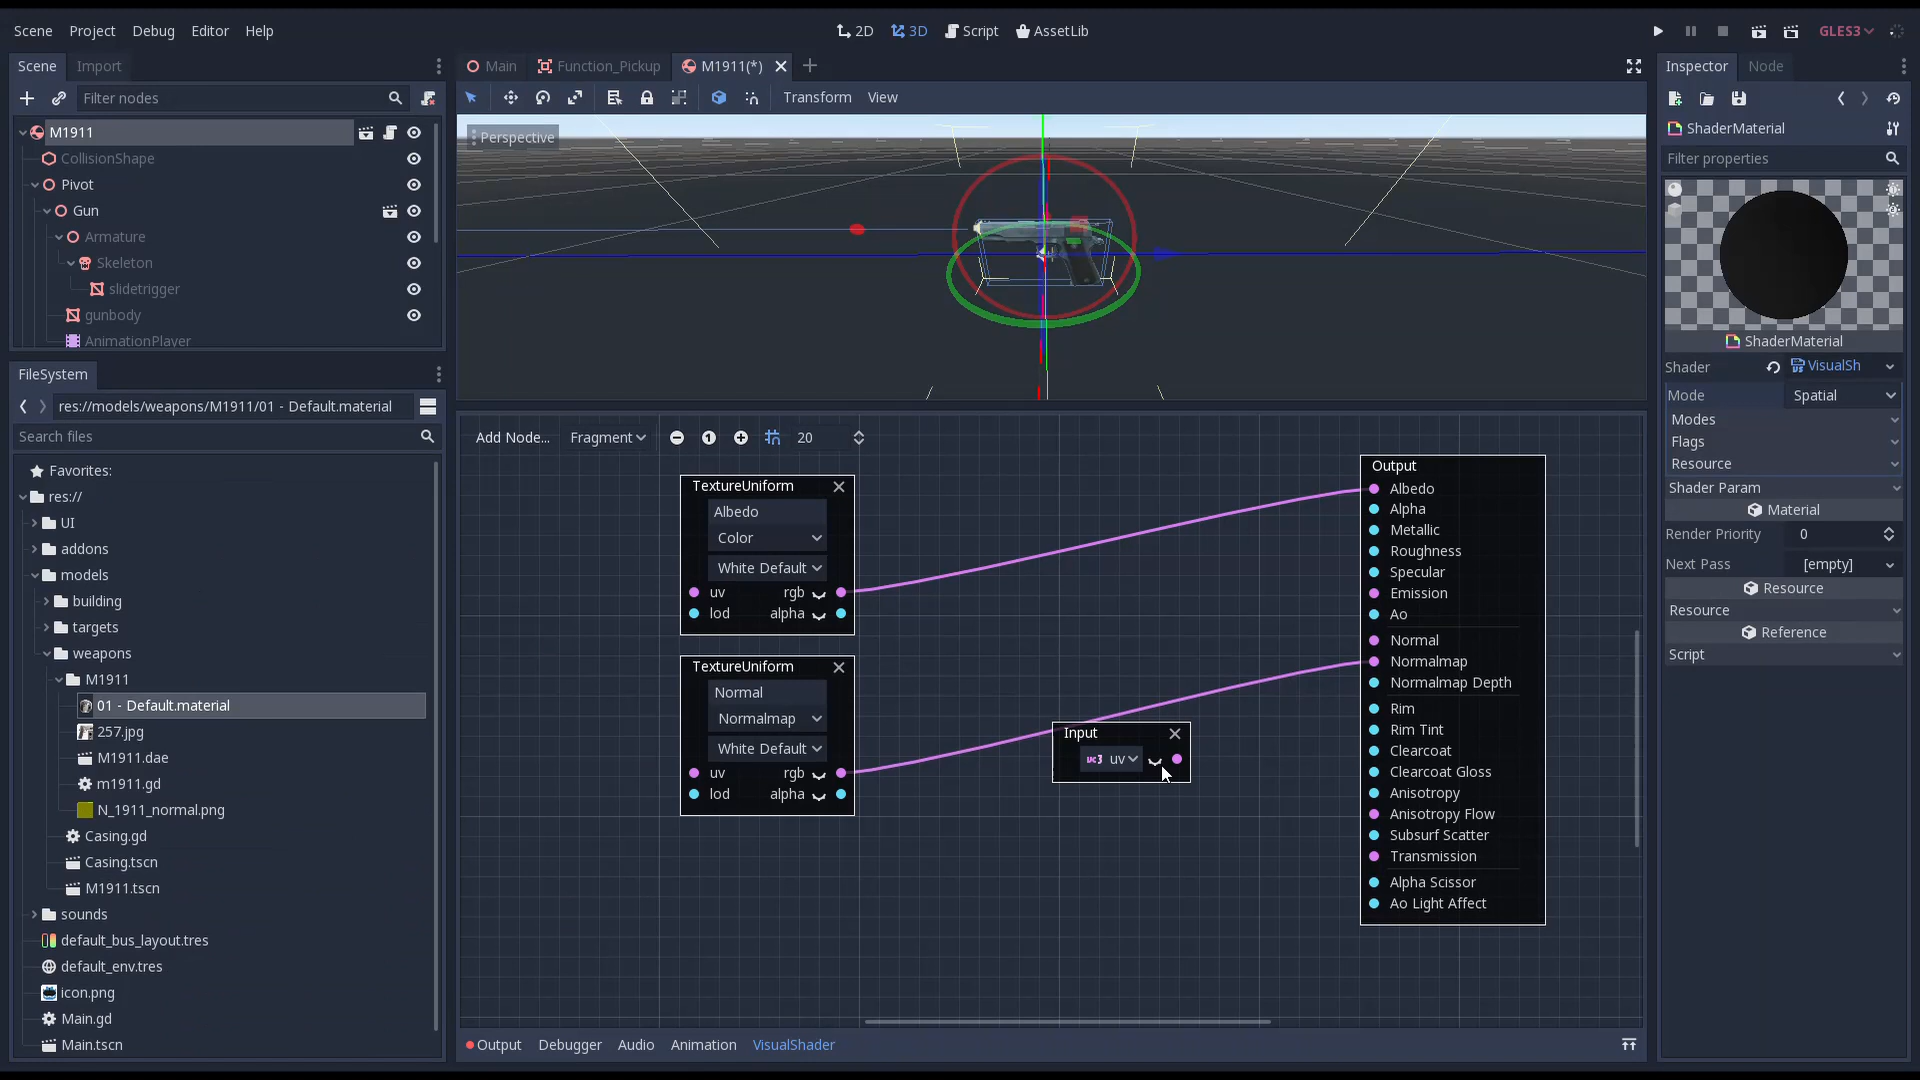 Scene Project Debug Editor Help
2D 3D Script AssetLib
GLES3
Scene Import
Filter nodes
M1911
CollisionShape
Pivot
Gun
Armature
Skeleton
slidetrigger
gunbody
AnimationPlayer
FileSystem
res://models/weapons/M1911/01 - Default.material
Search files
Favorites:
res://
UI
addons
models
building
targets
weapons
M1911
01 - Default.material
257.jpg
M1911.dae
m1911.gd
N_1911_normal.png
Casing.gd
Casing.tscn
M1911.tscn
sounds
default_bus_layout.tres
default_env.tres
icon.png
Main.gd
Main.tscn
Main Function_Pickup M1911(*)
Transform View
Perspective
Add Node... Fragment 20
TextureUniform
Albedo
Color
White Default
uv rgb
lod alpha
TextureUniform
Normal
Normalmap
White Default
uv rgb
lod alpha
Input
uc3 uv
Output
Albedo
Alpha
Metallic
Roughness
Specular
Emission
Ao
Normal
Normalmap
Normalmap Depth
Rim
Rim Tint
Clearcoat
Clearcoat Gloss
Anisotropy
Anisotropy Flow
Subsurf Scatter
Transmission
Alpha Scissor
Ao Light Affect
Output Debugger Audio Animation VisualShader
Inspector Node
ShaderMaterial
Filter properties
ShaderMaterial
Shader VisualSh
Mode Spatial
Modes
Flags
Resource
Shader Param
Material
Render Priority 0
Next Pass [empty]
Resource
Resource
Reference
Script